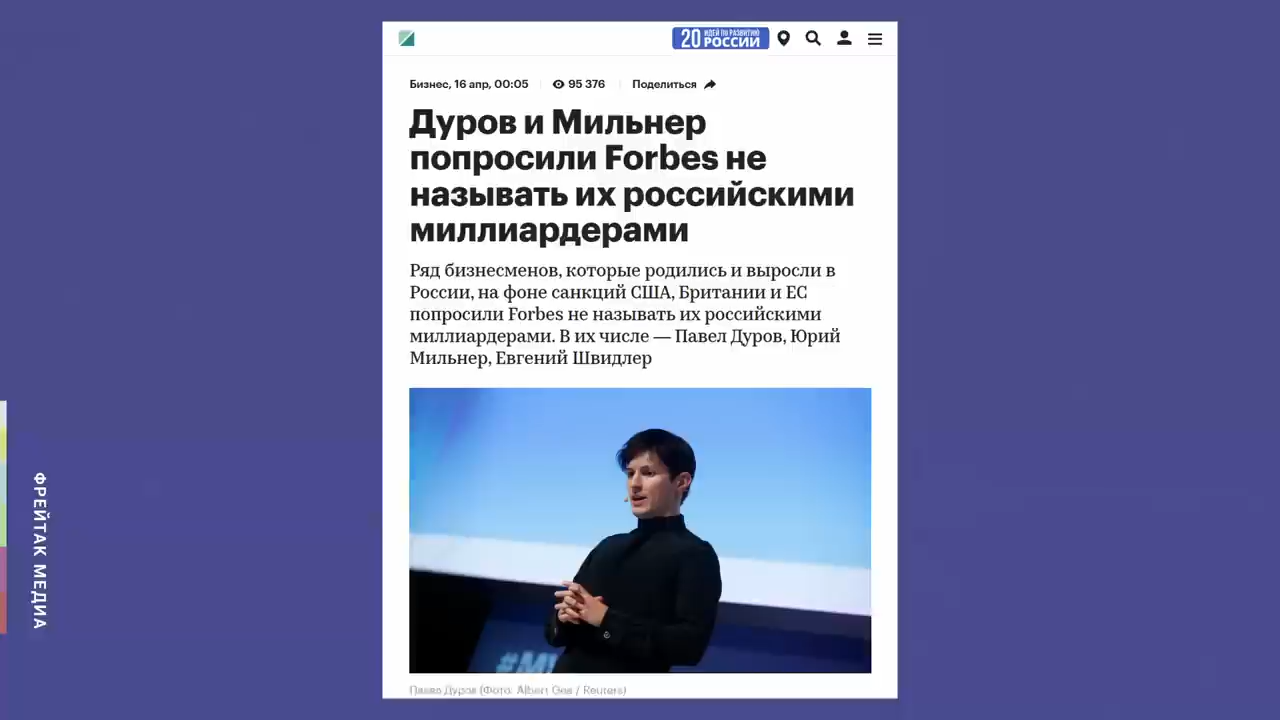 20 ИДЕЙ ПО РАЗВИТИЮ
РОССИИ
Бизнес, 16 апр, 00:05 95 376 Поделиться
Дуров и Мильнер
попросили Forbes не
называть их российскими
миллиардерами
Ряд бизнесменов, которые родились и выросли в
России, на фоне санкций США, Британии и ЕС
попросили Forbes не называть их российскими
миллиардерами. В их числе — Павел Дуров, Юрий
Мильнер, Евгений Швидлер
#MW
Павел Дуров (Фото: Albert Gea / Reuters)
ФРЕЙТАК МЕДИА